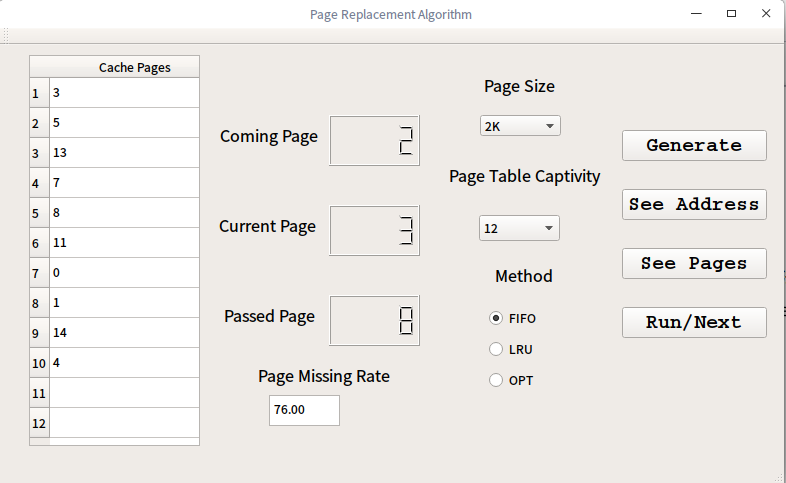 Page Replacement Algorithm
Cache Pages
1 3
2 5
3 13
4 7
5 8
6 11
7 0
8 1
9 14
10 4
11
12
Coming Page 2
Current Page 3
Passed Page 8
Page Missing Rate
76.00
Page Size
2K
Page Table Captivity
12
Method
FIFO
LRU
OPT
Generate
See Address
See Pages
Run/Next